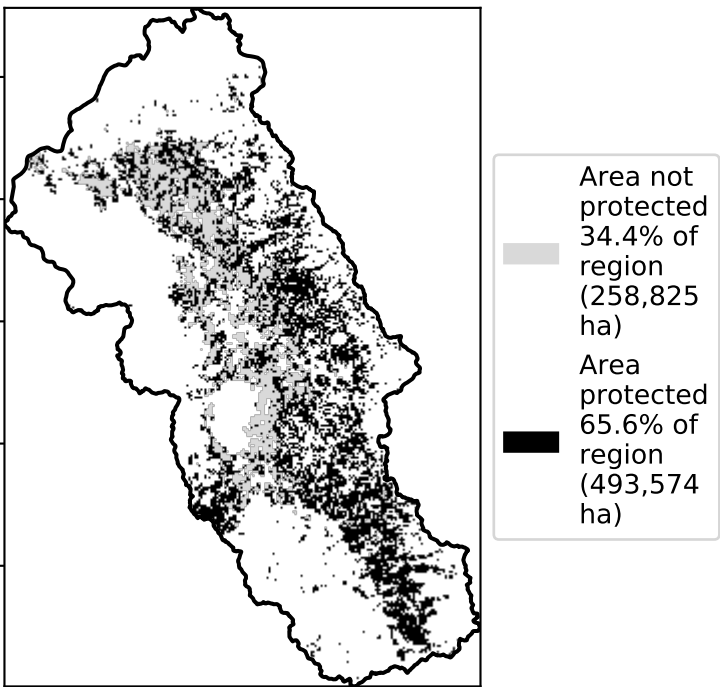 Area not
protected
34.4% of
region
(258,825
ha)
Area
protected
65.6% of
region
(493,574
ha)